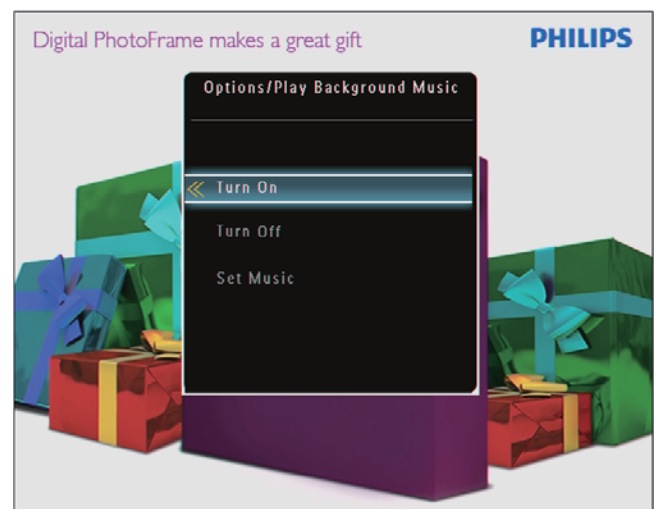 Digital PhotoFrame makes a great gift
PHILIPS
Options/Play Background Music
Turn On
Turn Off
Set Music